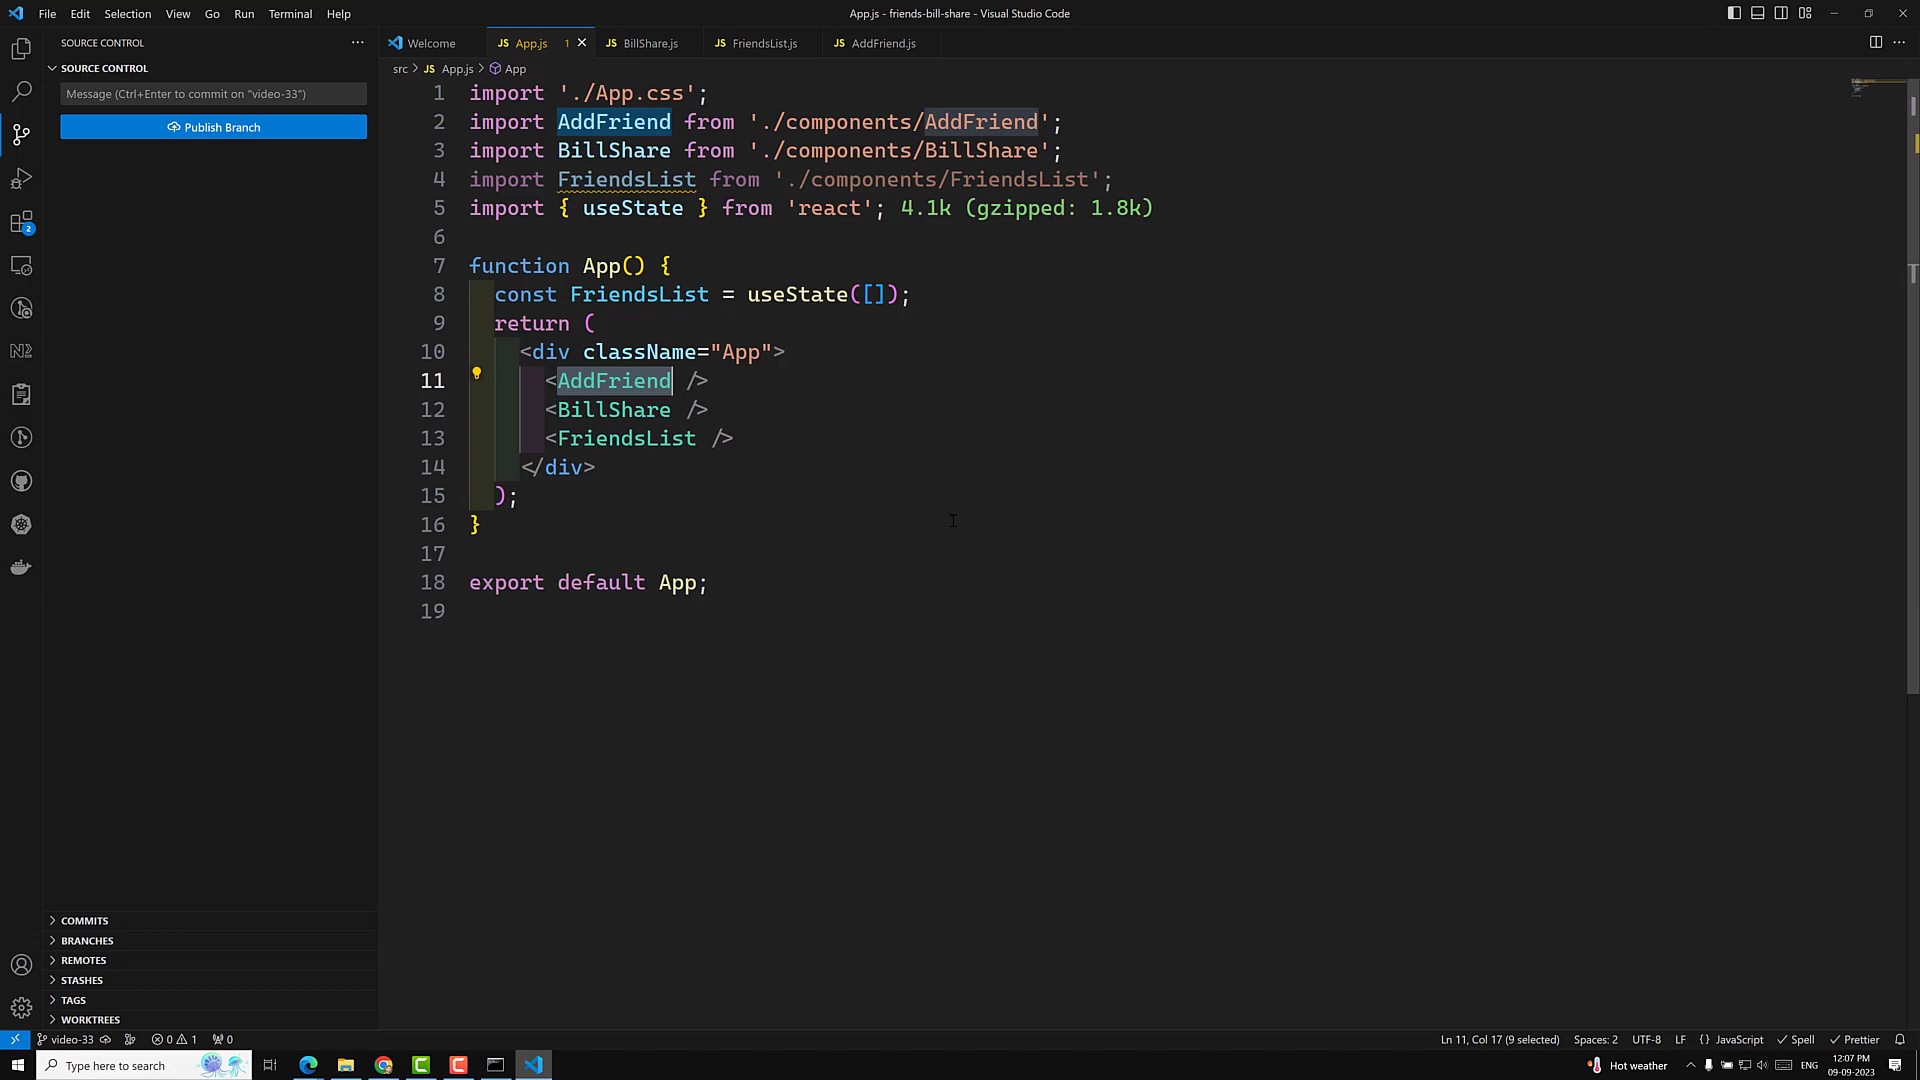 File Edit Selection View Go Run Terminal Help
App.js - friends-bill-share - Visual Studio Code
SOURCE CONTROL
Welcome
JS App.js 1
JS BillShare.js
JS FriendsList.js
JS AddFriend.js
SOURCE CONTROL
Message (Ctrl+Enter to commit on "video-33")
Publish Branch
src > JS App.js > App
1 import './App.css';
2 import AddFriend from './components/AddFriend';
3 import BillShare from './components/BillShare';
4 import FriendsList from './components/FriendsList';
5 import { useState } from 'react'; 4.1k (gzipped: 1.8k)
6
7 function App() {
8 const FriendsList = useState([]);
9 return (
10 <div className="App">
11 <AddFriend />
12 <BillShare />
13 <FriendsList />
14 </div>
15 );
16 }
17
18 export default App;
19
2
N2
COMMITS
BRANCHES
REMOTES
STASHES
TAGS
WORKTREES
video-33 0 1 0
Ln 11, Col 17 (9 selected) Spaces: 2 UTF-8 LF {} JavaScript Spell Prettier
Type here to search
Hot weather
ENG
12:07 PM
09-09-2023